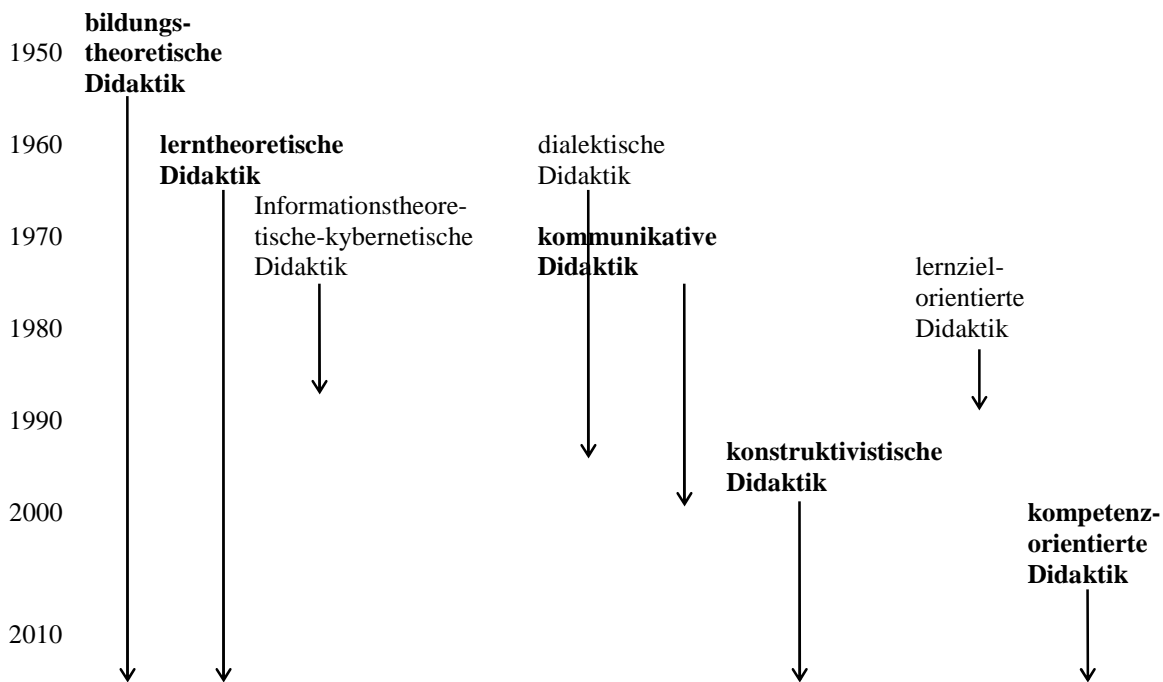 bildungs-
1950 theoretische
Didaktik
1960 lerntheoretische dialektische
Didaktik Didaktik
Informationstheore-
1970 tische-kybernetische kommunikative
Didaktik Didaktik lernziel-
orientierte
1980 Didaktik
1990
konstruktivistische
Didaktik
2000 kompetenz-
orientierte
Didaktik
2010